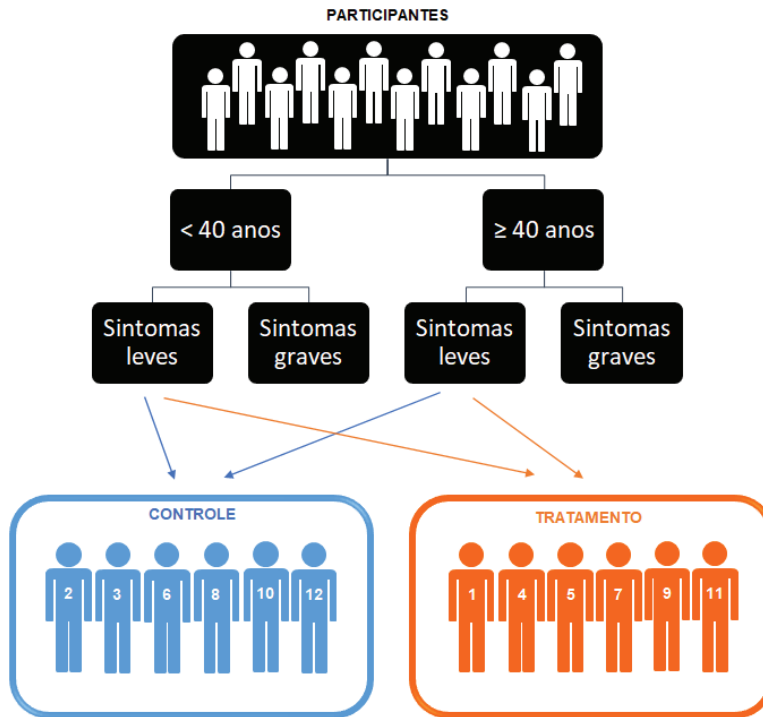 PARTICIPANTES
< 40 anos
≥ 40 anos
Sintomas
leves
Sintomas
graves
Sintomas
leves
Sintomas
graves
CONTROLE
2 3 6 8 10 12
TRATAMENTO
1 4 5 7 9 11